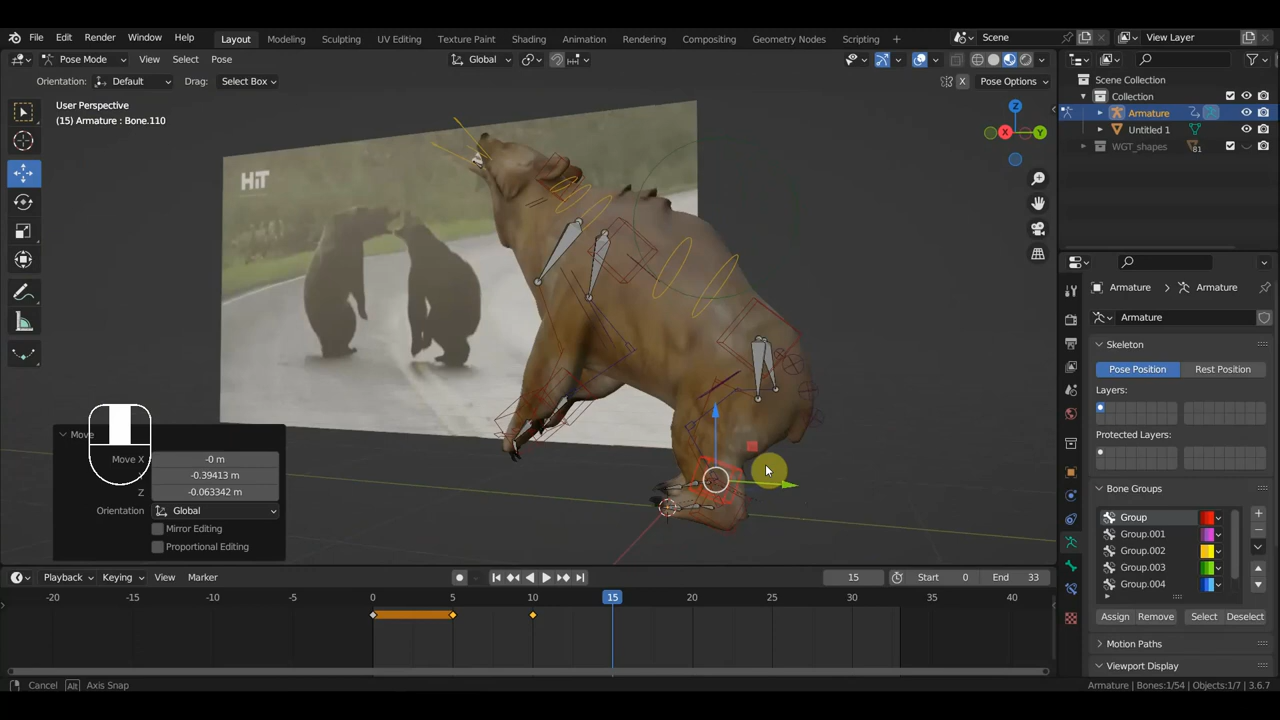 File Edit Render Window Help Layout Modeling Sculpting UV Editing Texture Paint Shading Animation Rendering Compositing Geometry Nodes Scripting + Scene View Layer
Pose Mode View Select Pose Global Pose Options
Orientation: Default Drag: Select Box X
User Perspective
(15) Armature : Bone.110
HiT
Z
X
Y
Scene Collection
Collection
Armature
Untitled 1
WGT_shapes 81
Armature > Armature
Armature
Skeleton
Pose Position Rest Position
Layers:
Protected Layers:
Bone Groups
Group
Group.001
Group.002
Group.003
Group.004
Assign Remove Select Deselect
Motion Paths
Viewport Display
Move
Move X -0 m
-0.39413 m
Z -0.063342 m
Orientation Global
Mirror Editing
Proportional Editing
Playback Keying View Marker 15 Start 0 End 33
-20 -15 -10 -5 0 5 10 15 20 25 30 35 40
Cancel Alt Axis Snap Armature | Bones:1/54 | Objects:1/7 | 3.6.7